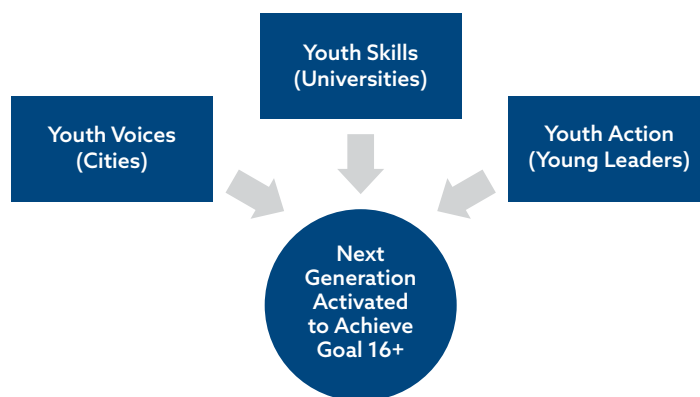 Youth Skills
(Universities)
Youth Voices
(Cities)
Youth Action
(Young Leaders)
Next
Generation
Activated
to Achieve
Goal 16+